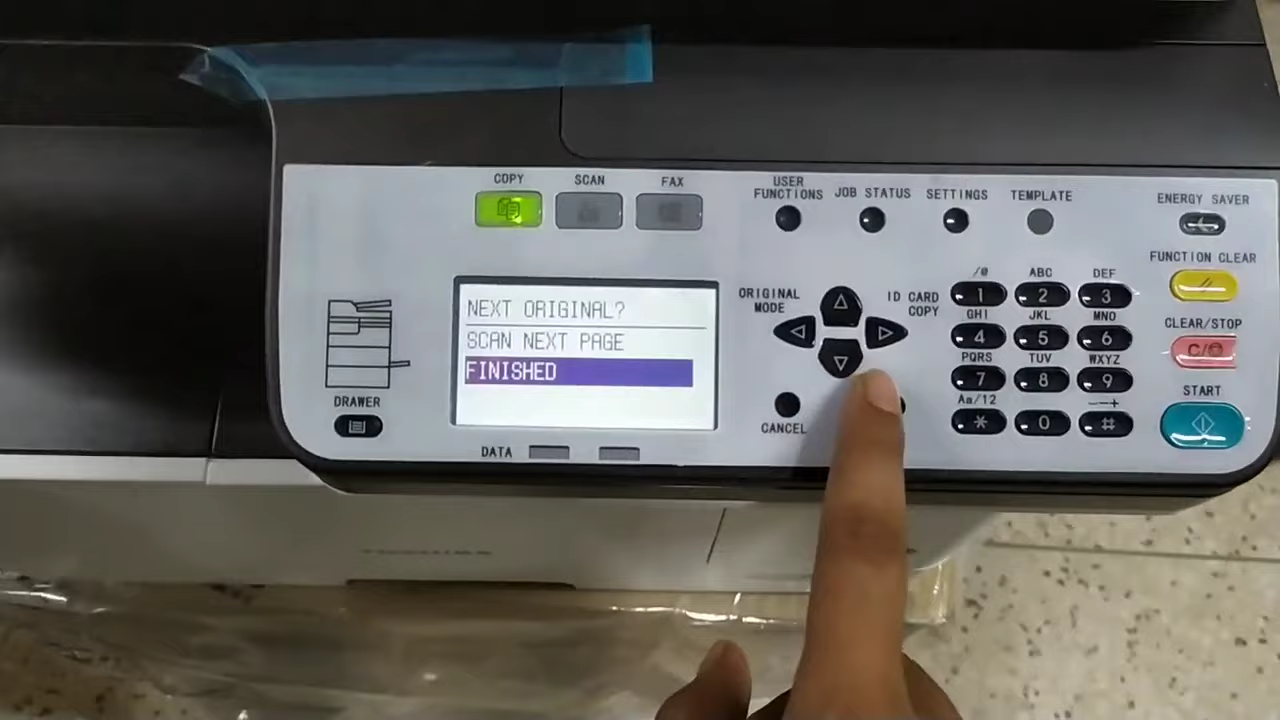 COPY
SCAN
FAX
USER
FUNCTIONS
JOB STATUS
SETTINGS
TEMPLATE
ENERGY SAVER
FUNCTION CLEAR
CLEAR/STOP
C/
START
NEXT ORIGINAL?
SCAN NEXT PAGE
FINISHED
DATA
DRAWER
ORIGINAL
MODE
ID CARD
COPY
CANCEL
/@
ABC
DEF
1
2
3
GHI
JKL
MNO
4
5
6
PQRS
TUV
WXYZ
7
8
9
Aa/12
*
0
#